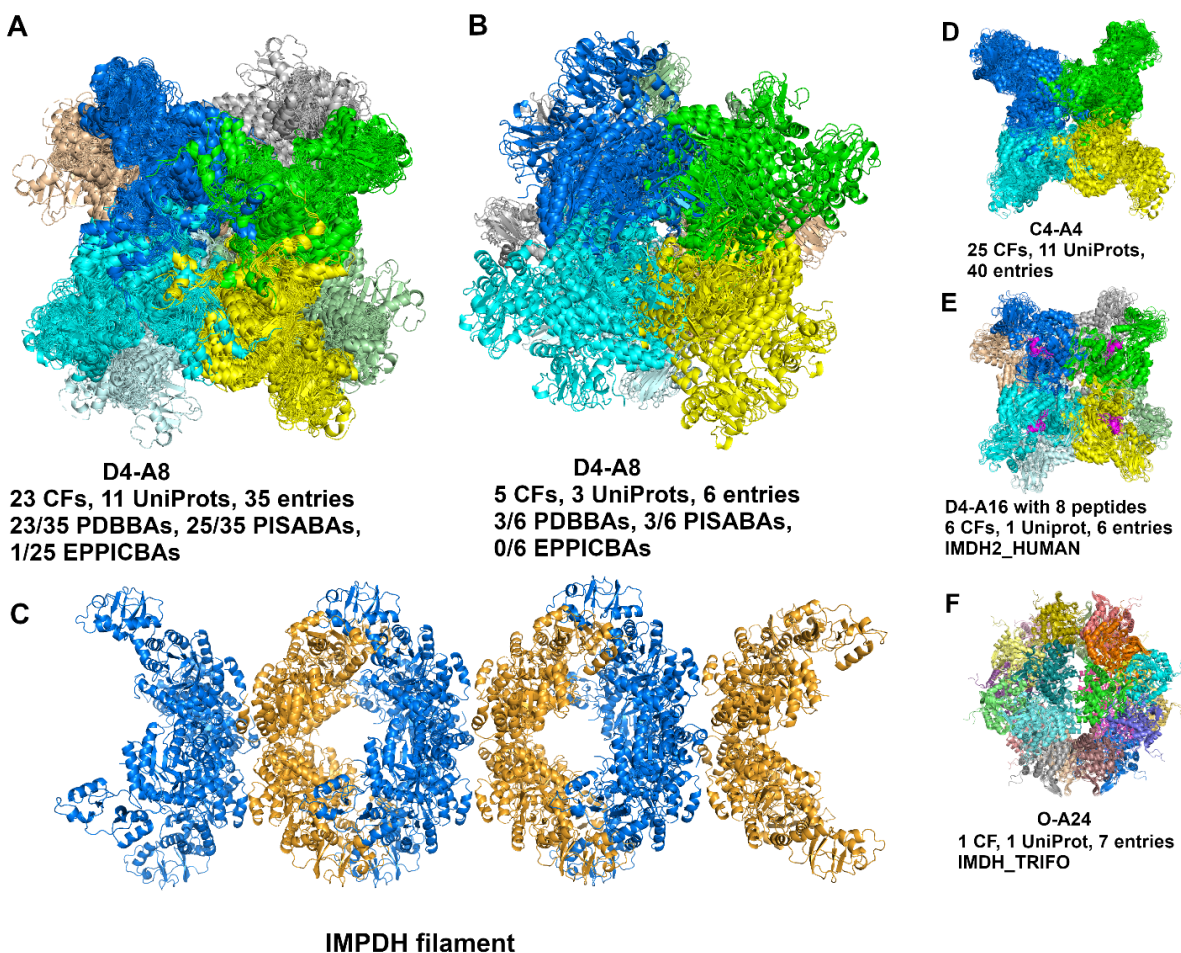 A
B
D
C4-A4
25 CFs, 11 UniProts,
40 entries
E
D4-A8
23 CFs, 11 UniProts, 35 entries
23/35 PDBBAs, 25/35 PISABAs,
1/25 EPPICBAs
D4-A8
5 CFs, 3 UniProts, 6 entries
3/6 PDBBAs, 3/6 PISABAs,
0/6 EPPICBAs
D4-A16 with 8 peptides
6 CFs, 1 Uniprot, 6 entries
IMDH2_HUMAN
C
F
O-A24
1 CF, 1 UniProt, 7 entries
IMDH_TRIFO
IMPDH filament